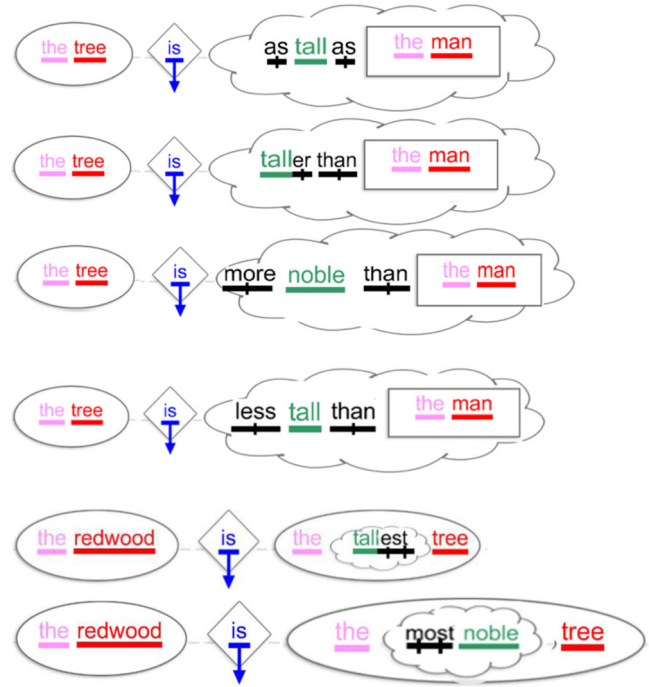 the tree is as tall as the man
the tree is taller than the man
the tree is more noble than the man
the tree is less tall than the man
the redwood is the tallest tree
the redwood is the most noble tree